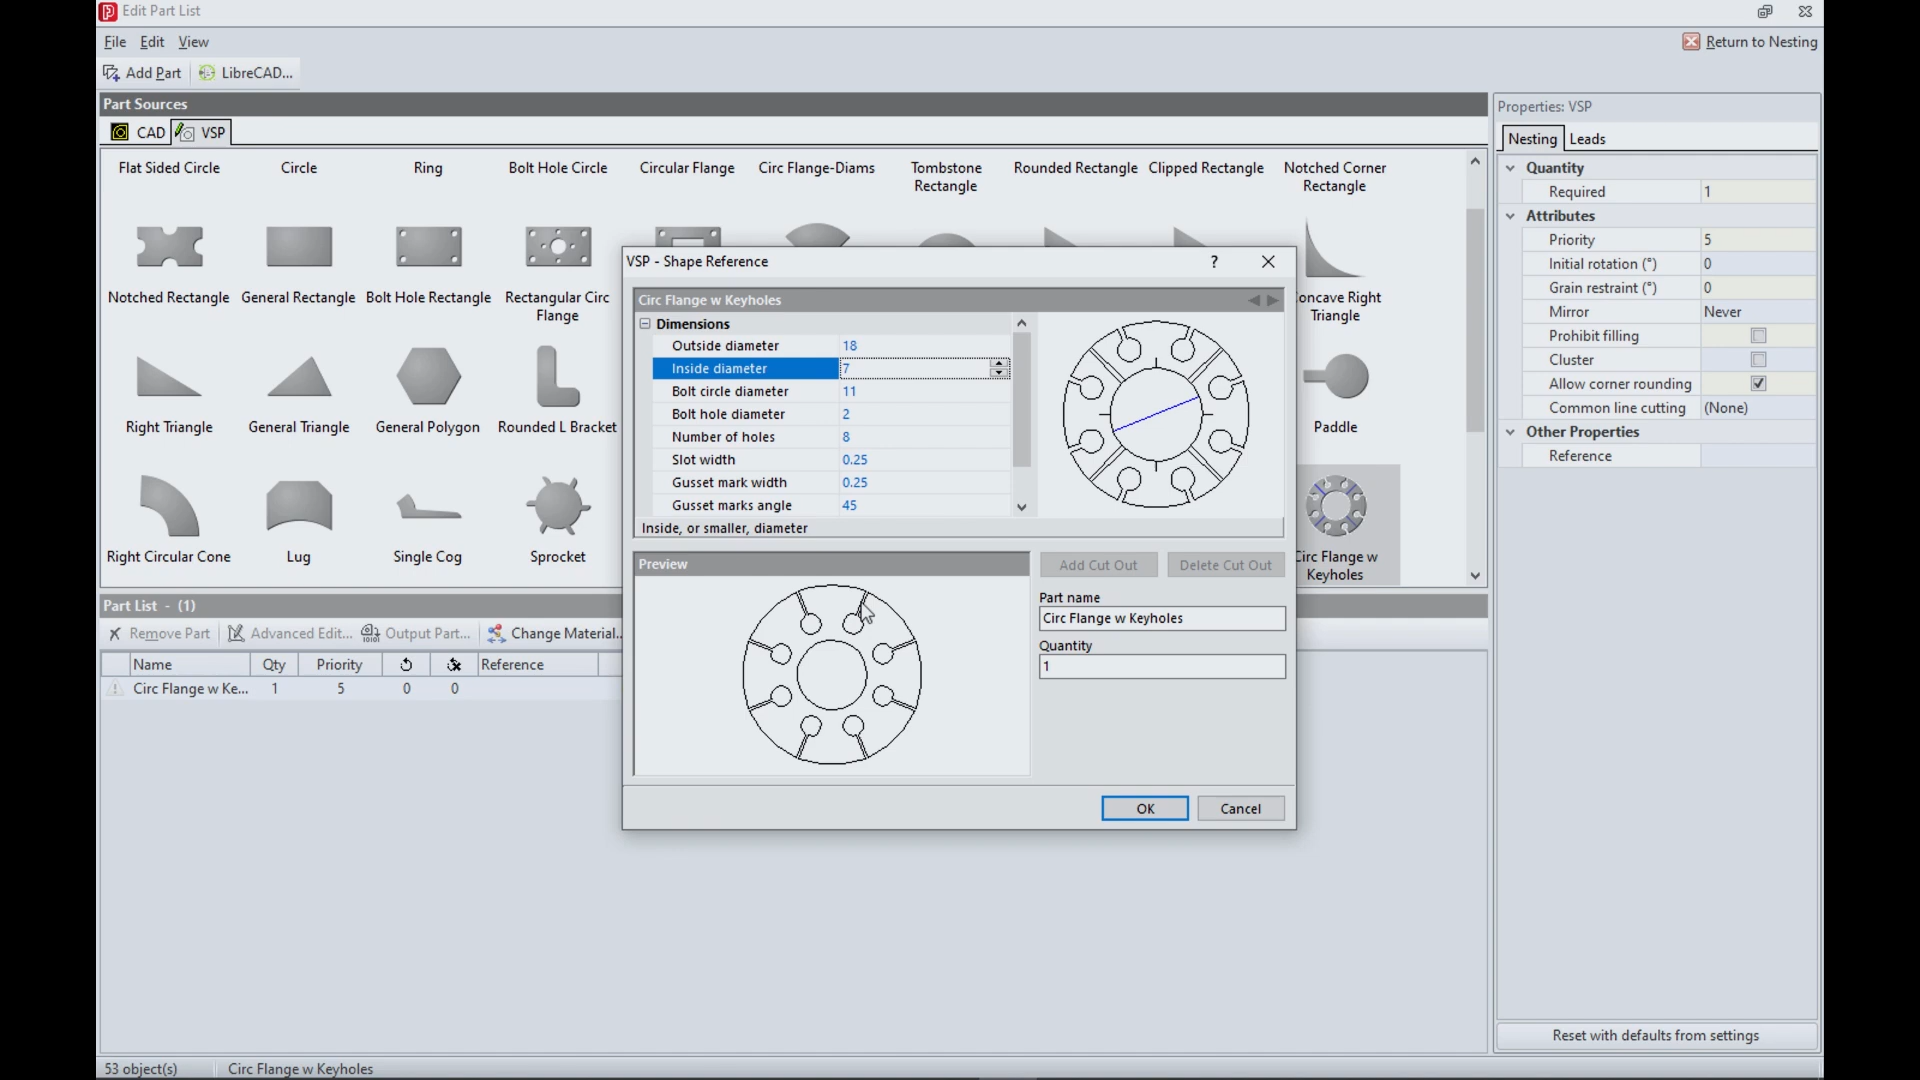 Edit Part List
File Edit View
Return to Nesting
Add Part LibreCAD...
Part Sources
CAD VSP
Flat Sided Circle Circle Ring Bolt Hole Circle Circular Flange Circ Flange-Diams Tombstone Rectangle Rounded Rectangle Clipped Rectangle Notched Corner Rectangle
Notched Rectangle General Rectangle Bolt Hole Rectangle Rectangular Circ Flange
oncave Right Triangle
Right Triangle General Triangle General Polygon Rounded L Bracket
Paddle
Right Circular Cone Lug Single Cog Sprocket
Circ Flange w Keyholes
VSP - Shape Reference
?
Circ Flange w Keyholes
Dimensions
Outside diameter 18
Inside diameter 7
Bolt circle diameter 11
Bolt hole diameter 2
Number of holes 8
Slot width 0.25
Gusset mark width 0.25
Gusset marks angle 45
Inside, or smaller, diameter
Preview
Add Cut Out Delete Cut Out
Part name
Circ Flange w Keyholes
Quantity
1
OK Cancel
Part List - (1)
Remove Part Advanced Edit... Output Part... Change Material..
Name Qty Priority Reference
Circ Flange w Ke... 1 5 0 0
Properties: VSP
Nesting Leads
Quantity
Required 1
Attributes
Priority 5
Initial rotation (°) 0
Grain restraint (°) 0
Mirror Never
Prohibit filling
Cluster
Allow corner rounding
Common line cutting (None)
Other Properties
Reference
Reset with defaults from settings
53 object(s) Circ Flange w Keyholes